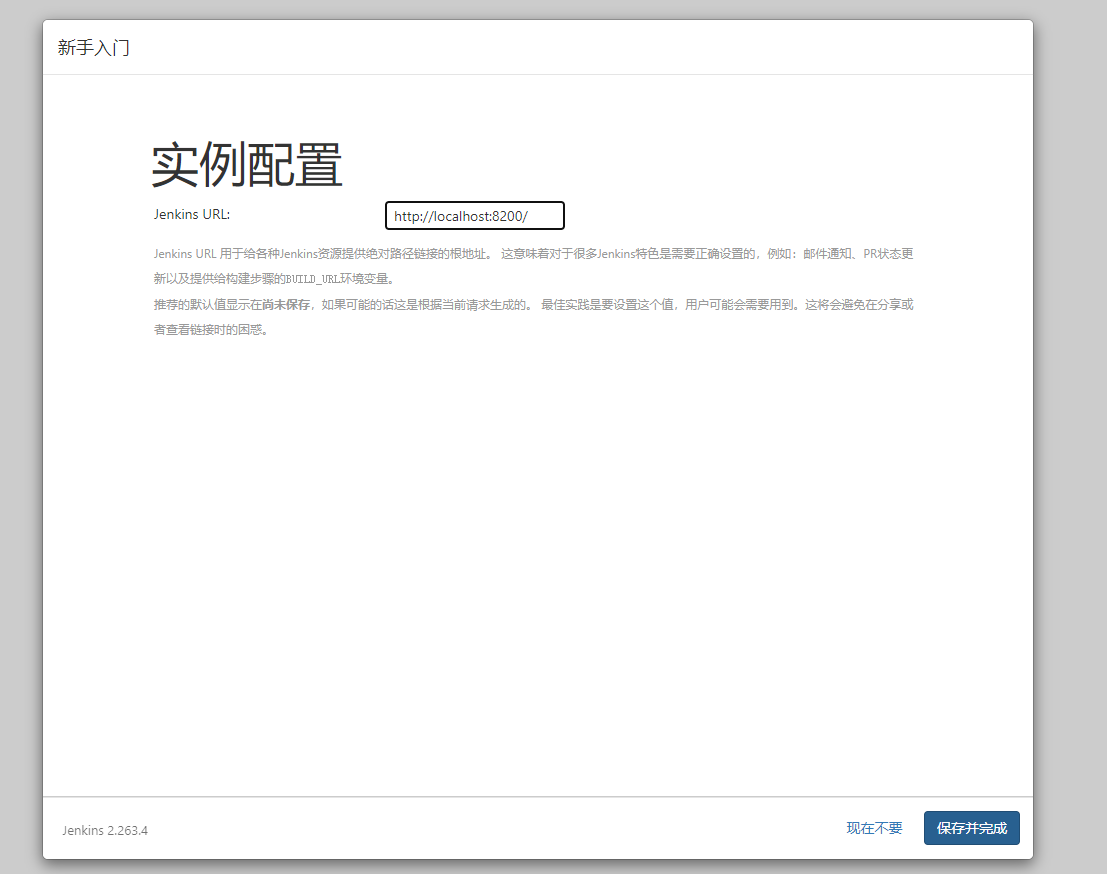 新手入门
实例配置
Jenkins URL:
http://localhost:8200/
Jenkins URL 用于给各种Jenkins资源提供绝对路径链接的根地址。 这意味着对于很多Jenkins特色是需要正确设置的，例如：邮件通知、PR状态更
新以及提供给构建步骤的BUILD_URL环境变量。
推荐的默认值显示在尚未保存，如果可能的话这是根据当前请求生成的。 最佳实践是要设置这个值，用户可能会需要用到。这将会避免在分享或
者查看链接时的困惑。
Jenkins 2.263.4
现在不要
保存并完成